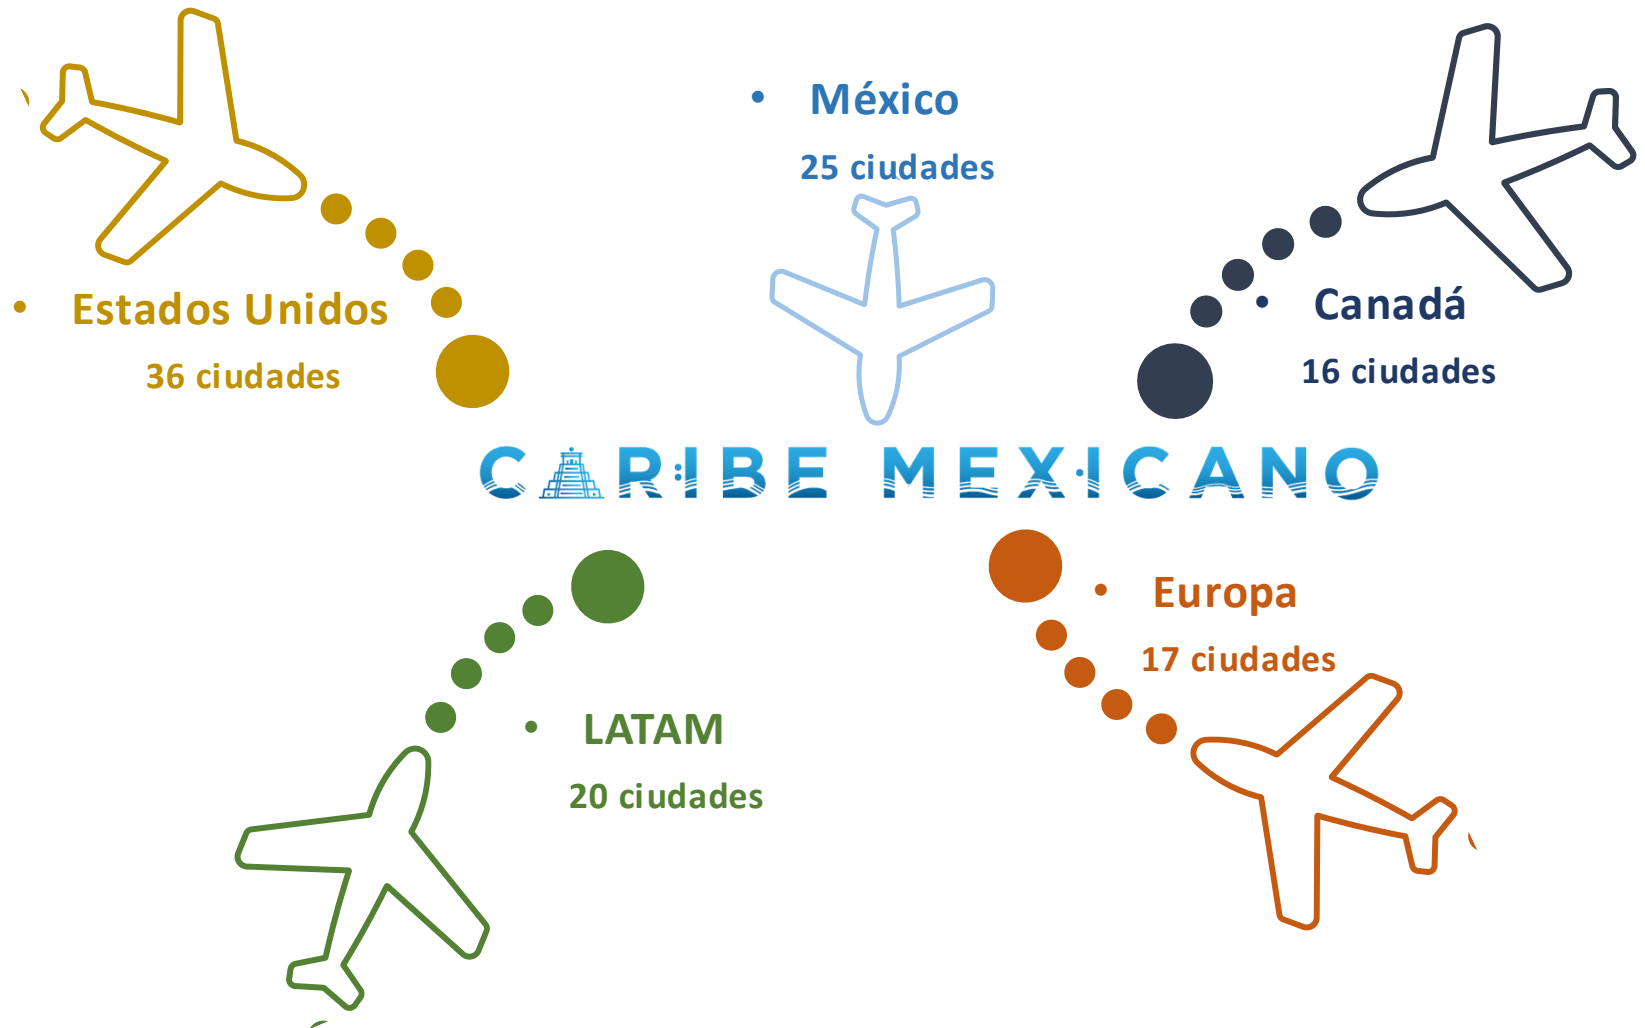 • México
25 ciudades
• Estados Unidos
36 ciudades
• Canadá
16 ciudades
CARIBE MEXICANO
• Europa
17 ciudades
• LATAM
20 ciudades